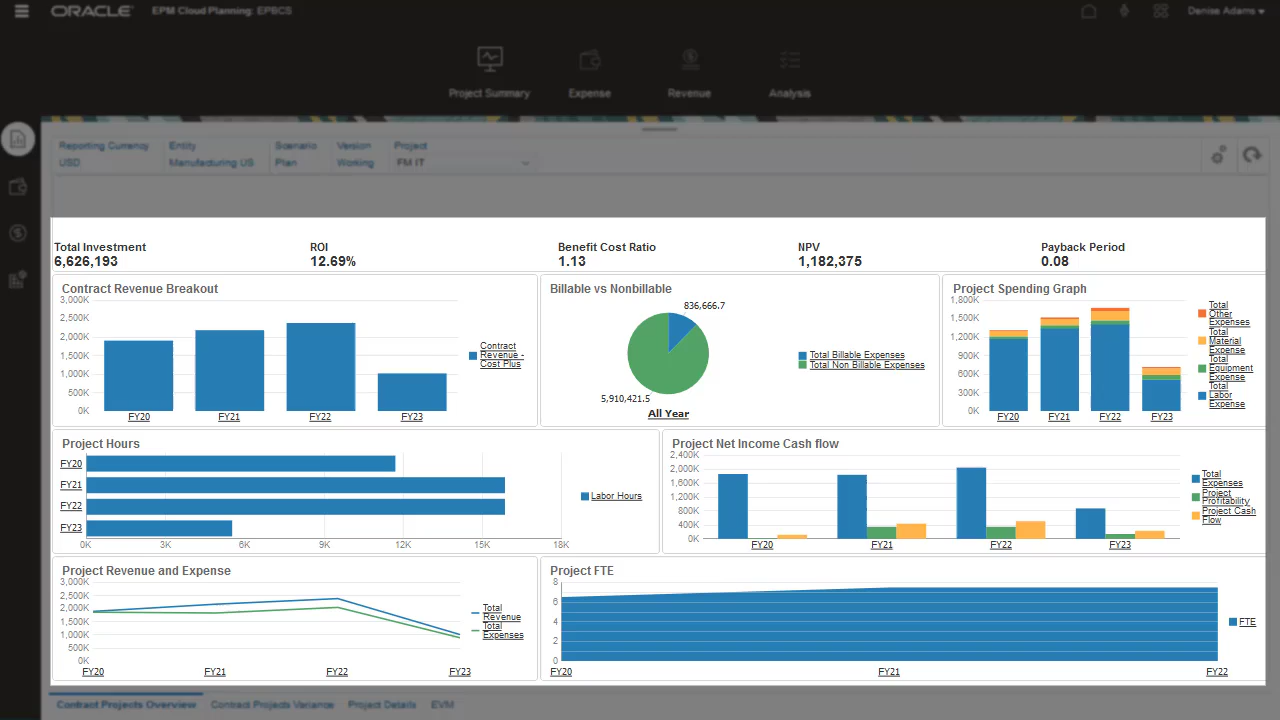 ORACLE EPM Cloud Planning: EPBCS Denise Adams
Project Summary Expense Revenue Analysis
Reporting Currency Entity Scenario Version Project
USD Manufacturing US Plan Working FM IT
Total Investment ROI Benefit Cost Ratio NPV Payback Period
6,626,193 12.69% 1.13 1,182,375 0.08
Contract Revenue Breakout
3,000K
2,500K
2,000K
1,500K
1,000K
500K
0K
FY20 FY21 FY22 FY23
Contract
Revenue -
Cost Plus
Billable vs Nonbillable
836,666.7
5,910,421.5
All Year
Total Billable Expenses
Total Non Billable Expenses
Project Spending Graph
1,800K
1,500K
1,200K
900K
600K
300K
0K
FY20 FY21 FY22 FY23
Total
Other
Expenses
Total
Material
Expense
Total
Equipment
Expense
Total
Labor
Expense
Project Hours
FY20
FY21
FY22
FY23
0K 3K 6K 9K 12K 15K 18K
Labor Hours
Project Net Income Cash flow
2,400K
2,000K
1,600K
1,200K
800K
400K
0K
FY20 FY21 FY22 FY23
Total
Expenses
Project
Profitability
Project Cash
Flow
Project Revenue and Expense
3,000K
2,500K
2,000K
1,500K
1,000K
500K
0K
FY20 FY21 FY22 FY23
Total
Revenue
Total
Expenses
Project FTE
8
6
4
2
0
FY20 FY21 FY22
FTE
Contract Projects Overview Contract Projects Variance Project Details EVM